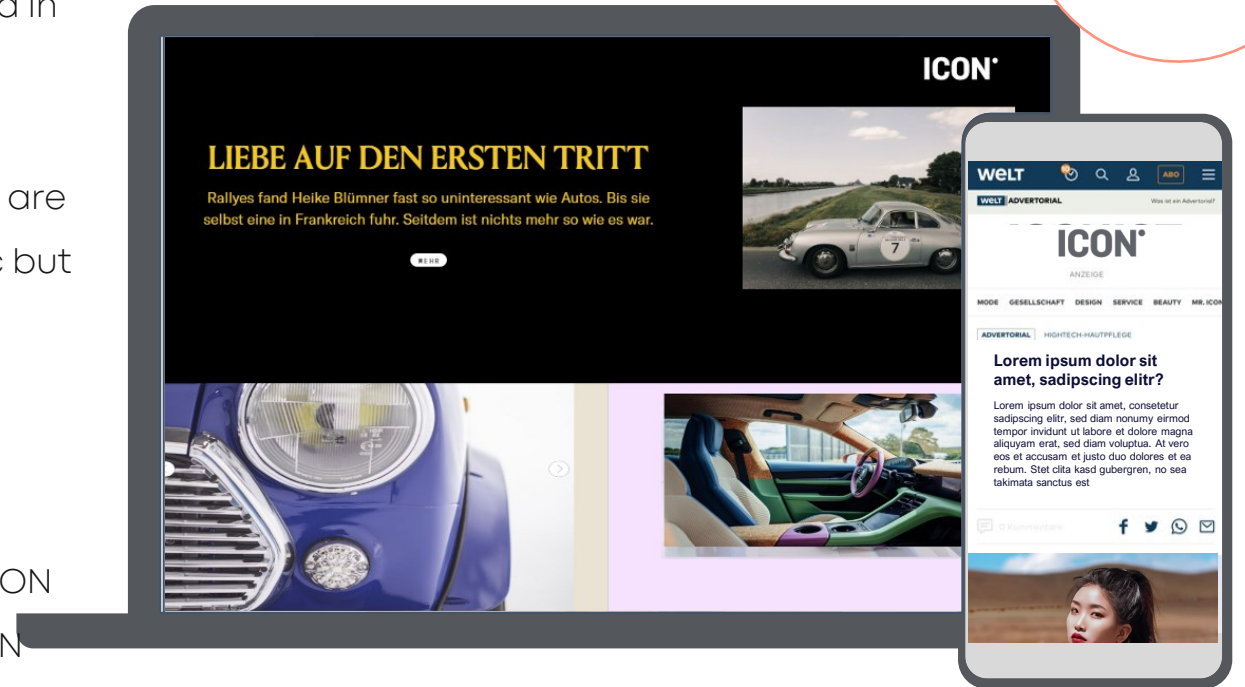 d in
are
but
ON
N
ICON
LIEBE AUF DEN ERSTEN TRITT
Rallyes fand Heike Blümner fast so uninteressant wie Autos. Bis sie
selbst eine in Frankreich fuhr. Seitdem ist nichts mehr so wie es war.
MEHR
7
WELT
ABO
WELT ADVERTORIAL
Was ist ein Advertorial?
ICON
ANZEIGE
MODE GESELLSCHAFT DESIGN SERVICE BEAUTY MR. ICON
ADVERTORIAL HIGHTECH-HAUTPFLEGE
Lorem ipsum dolor sit
amet, sadipscing elitr?
Lorem ipsum dolor sit amet, consetetur
sadipscing elitr, sed diam nonumy eirmod
tempor invidunt ut labore et dolore magna
aliquyam erat, sed diam voluptua. At vero
eos et accusam et justo duo dolores et ea
rebum. Stet clita kasd gubergren, no sea
takimata sanctus est
0 Kommentare